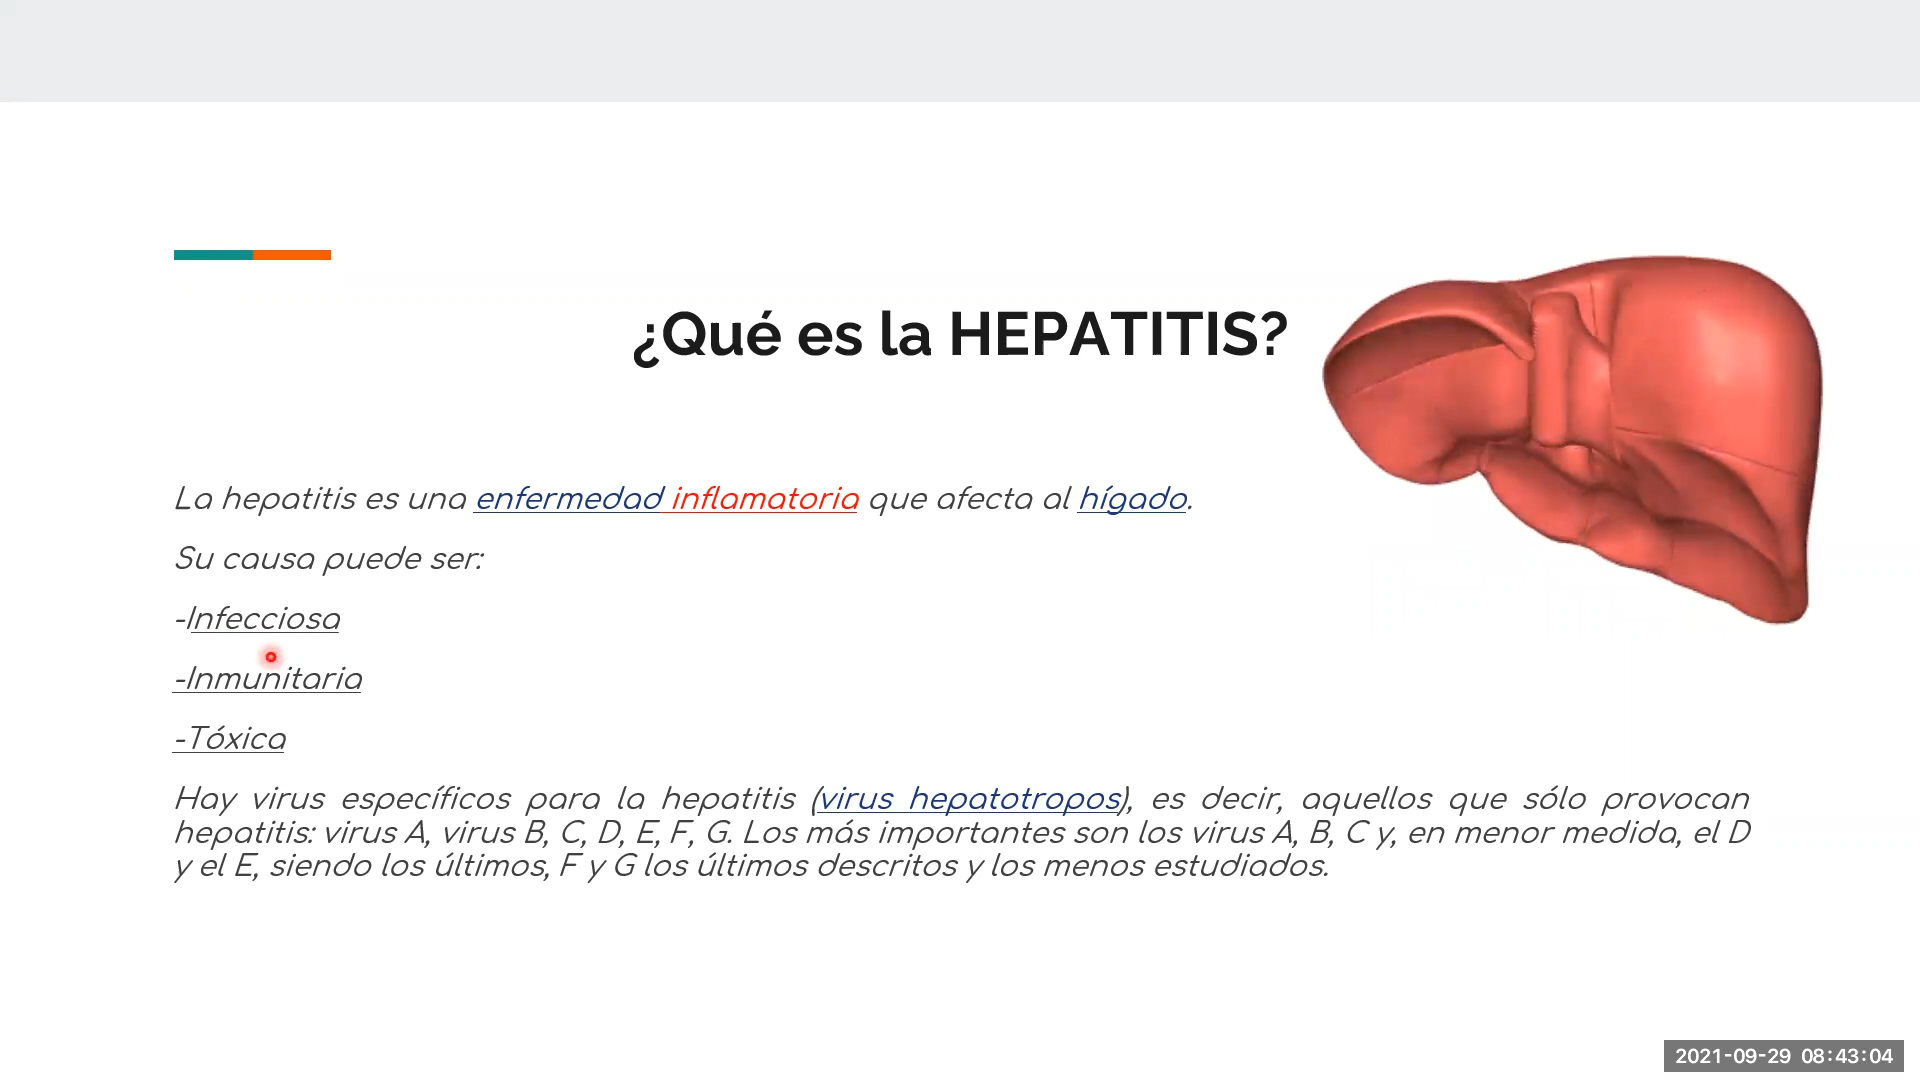 ¿Qué es la HEPATITIS?
La hepatitis es una enfermedad inflamatoria que afecta al hígado.
Su causa puede ser:
-Infecciosa
-Inmunitaria
-Tóxica
Hay virus específicos para la hepatitis (virus hepatotropos), es decir, aquellos que sólo provocan
hepatitis: virus A, virus B, C, D, E, F, G. Los más importantes son los virus A, B, C y, en menor medida, el D
y el E, siendo los últimos, F y G los últimos descritos y los menos estudiados.
2021-09-29 08:43:04